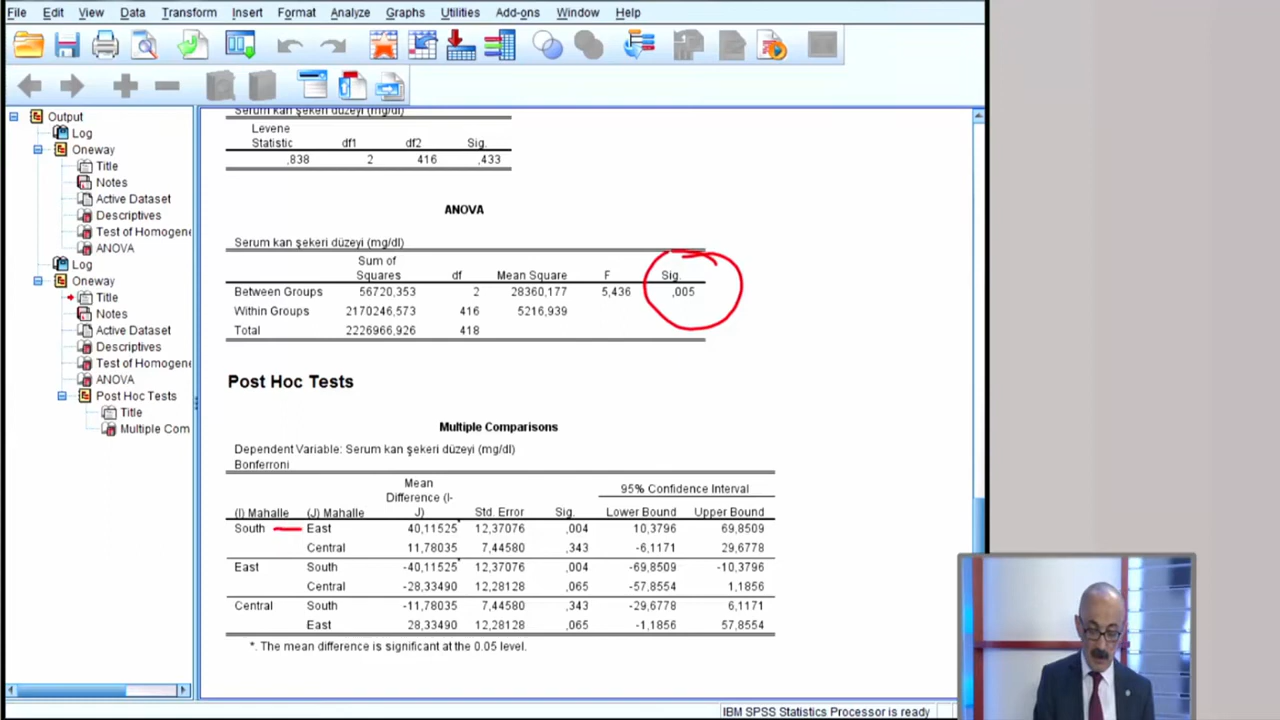 File Edit View Data Transform Insert Format Analyze Graphs Utilities Add-ons Window Help
Output
Log
Oneway
Title
Notes
Active Dataset
Descriptives
Test of Homogene
ANOVA
Log
Oneway
Title
Notes
Active Dataset
Descriptives
Test of Homogene
ANOVA
Post Hoc Tests
Title
Multiple Com
Serum kan şekeri düzeyi (mg/dl)
Levene
Statistic df1 df2 Sig.
,838 2 416 ,433
ANOVA
Serum kan şekeri düzeyi (mg/dl)
Sum of
Squares df Mean Square F Sig.
Between Groups 56720,353 2 28360,177 5,436 ,005
Within Groups 2170246,573 416 5216,939
Total 2226966,926 418
Post Hoc Tests
Multiple Comparisons
Dependent Variable: Serum kan şekeri düzeyi (mg/dl)
Bonferroni
Mean
Difference (I-
J) 95% Confidence Interval
(I) Mahalle (J) Mahalle Std. Error Sig. Lower Bound Upper Bound
South East 40,11525* 12,37076 ,004 10,3796 69,8509
Central 11,78035 7,44580 ,343 -6,1171 29,6778
East South -40,11525* 12,37076 ,004 -69,8509 -10,3796
Central -28,33490 12,28128 ,065 -57,8554 1,1856
Central South -11,78035 7,44580 ,343 -29,6778 6,1171
East 28,33490 12,28128 ,065 -1,1856 57,8554
*. The mean difference is significant at the 0.05 level.
IBM SPSS Statistics Processor is ready